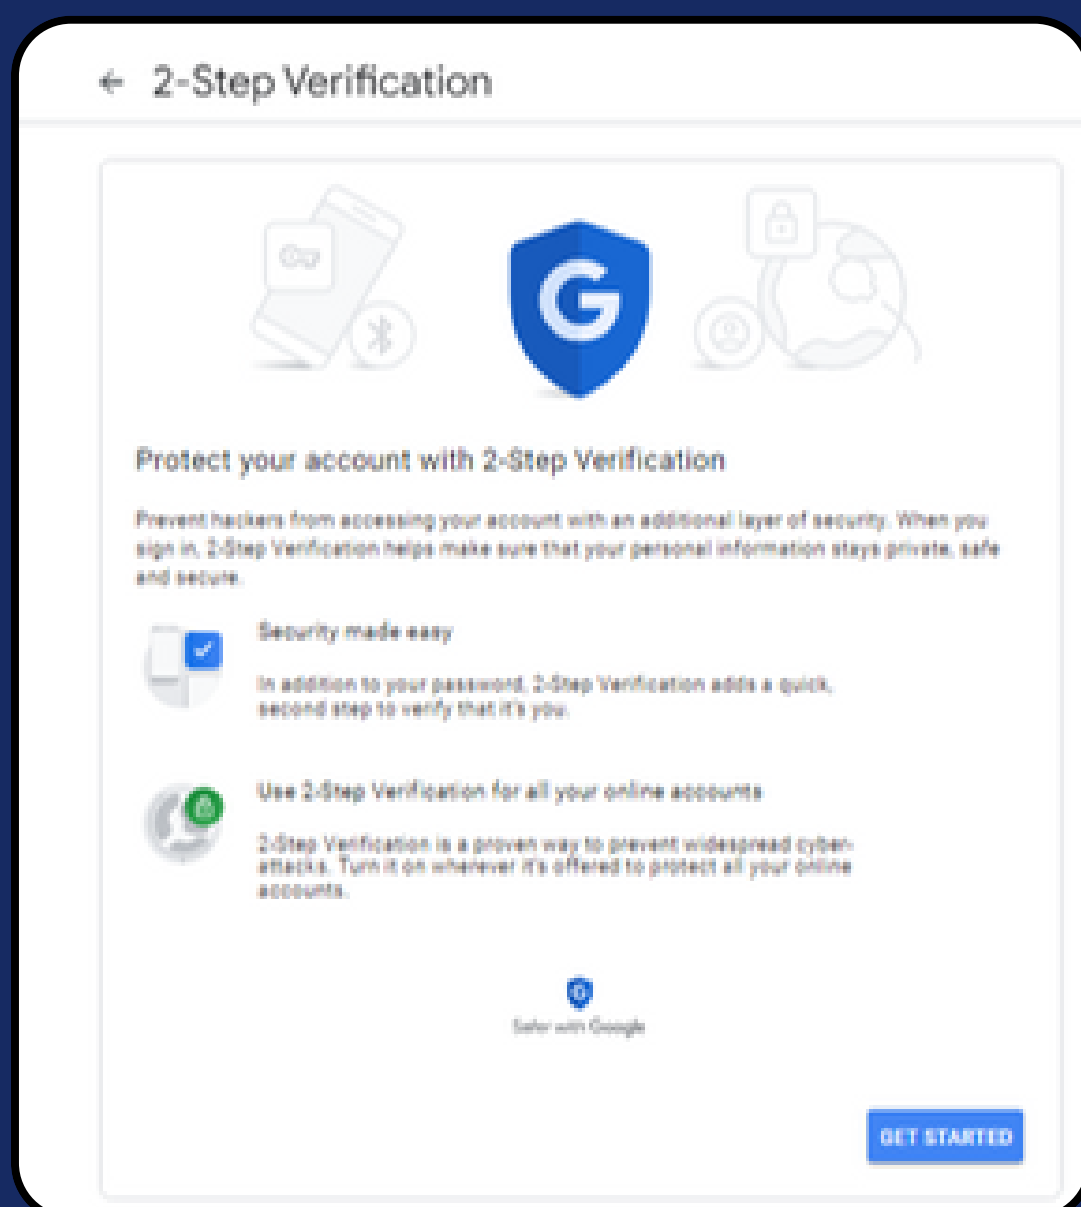 2-Step Verification
G
Protect your account with 2-Step Verification
Prevent hackers from accessing your account with an additional layer of security. When you
sign in, 2-Step Verification helps make sure that your personal information stays private, safe
and secure.
Security made easy
In addition to your password, 2-Step Verification adds a quick,
second step to verify that it's you.
Use 2-Step Verification for all your online accounts
2-Step Verification is a proven way to prevent widespread cyber-
attacks. Turn it on wherever it's offered to protect all your online
accounts.
G
Safer with Google
GET STARTED